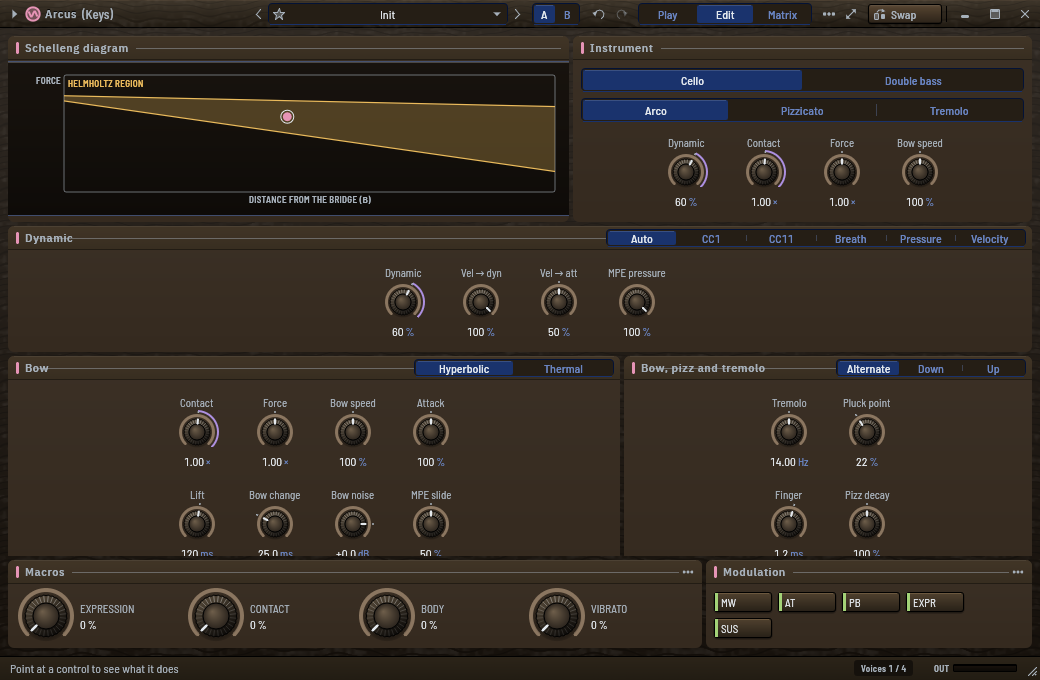 Arcus (Keys)
Init
A B
Play Edit Matrix
Swap
Schelleng diagram
FORCE
HELMHOLTZ REGION
DISTANCE FROM THE BRIDGE (β)
Instrument
Cello Double bass
Arco Pizzicato Tremolo
Dynamic Contact Force Bow speed
60 % 1.00 × 1.00 × 100 %
Dynamic
Auto CC1 CC11 Breath Pressure Velocity
Dynamic Vel → dyn Vel → att MPE pressure
60 % 100 % 50 % 100 %
Bow
Hyperbolic Thermal
Contact Force Bow speed Attack
1.00 × 1.00 × 100 % 100 %
Lift Bow change Bow noise MPE slide
120 ms 25.0 ms +0.0 dB 50 %
Bow, pizz and tremolo
Alternate Down Up
Tremolo Pluck point
14.00 Hz 22 %
Finger Pizz decay
1.2 ms 100 %
Macros
EXPRESSION
0 %
CONTACT
0 %
BODY
0 %
VIBRATO
0 %
Modulation
MW AT PB EXPR
SUS
Point at a control to see what it does
Voices 1 / 4
OUT